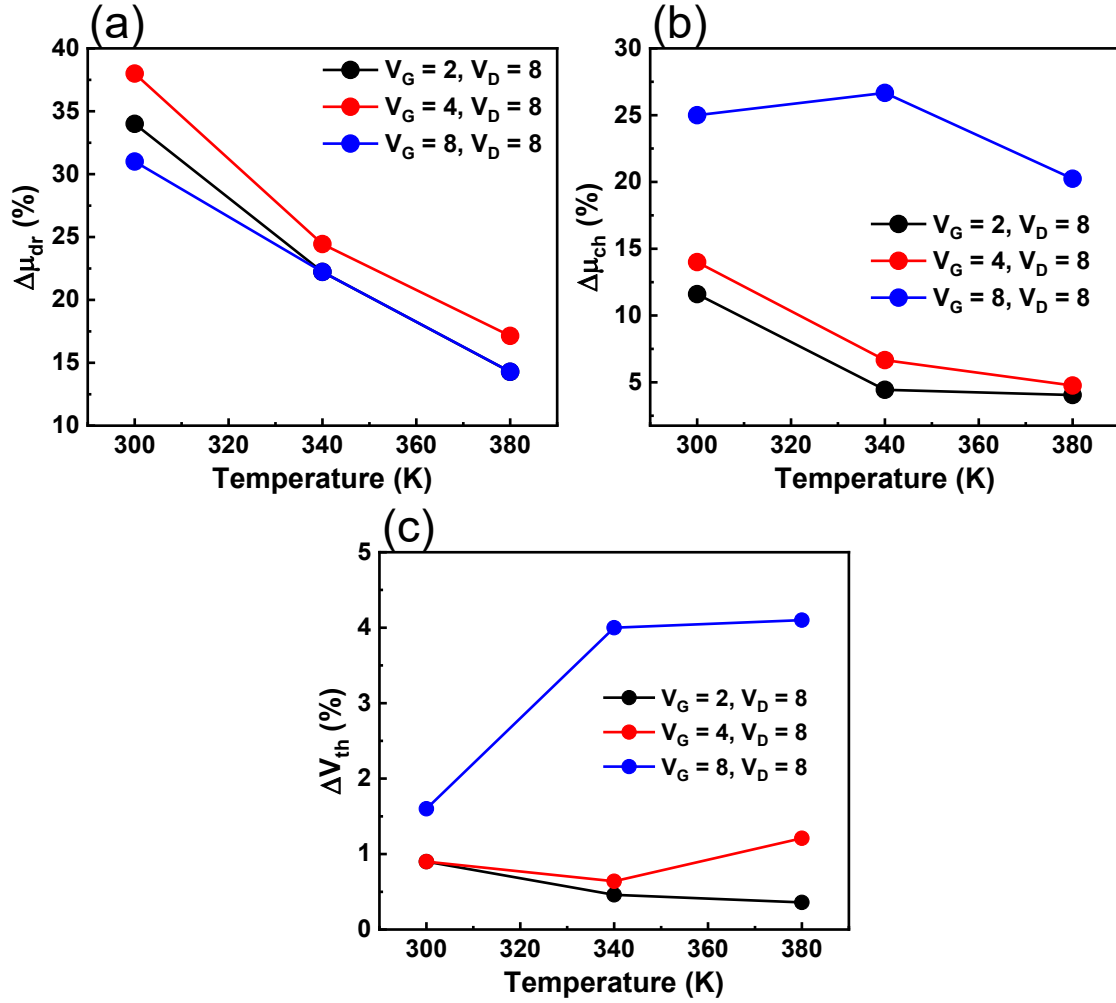 (a)
40
35
30
25
20
15
10
Δμdr (%)
VG = 2, VD = 8
VG = 4, VD = 8
VG = 8, VD = 8
300 320 340 360 380
Temperature (K)
(b)
30
25
20
15
10
5
Δμch (%)
VG = 2, VD = 8
VG = 4, VD = 8
VG = 8, VD = 8
300 320 340 360 380
Temperature (K)
(c)
5
4
3
2
1
0
ΔVth (%)
VG = 2, VD = 8
VG = 4, VD = 8
VG = 8, VD = 8
300 320 340 360 380
Temperature (K)